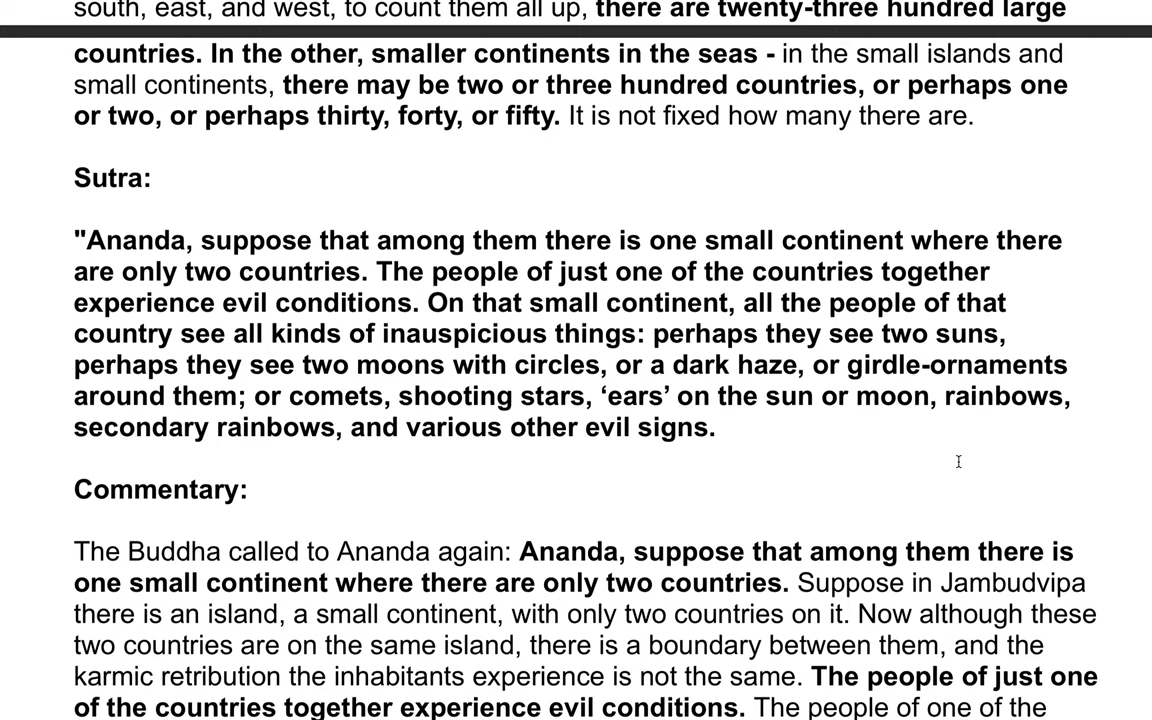 south, east, and west, to count them all up, there are twenty-three hundred large
countries. In the other, smaller continents in the seas - in the small islands and
small continents, there may be two or three hundred countries, or perhaps one
or two, or perhaps thirty, forty, or fifty. It is not fixed how many there are.
Sutra:
"Ananda, suppose that among them there is one small continent where there
are only two countries. The people of just one of the countries together
experience evil conditions. On that small continent, all the people of that
country see all kinds of inauspicious things: perhaps they see two suns,
perhaps they see two moons with circles, or a dark haze, or girdle-ornaments
around them; or comets, shooting stars, ‘ears’ on the sun or moon, rainbows,
secondary rainbows, and various other evil signs.
Commentary:
The Buddha called to Ananda again: Ananda, suppose that among them there is
one small continent where there are only two countries. Suppose in Jambudvipa
there is an island, a small continent, with only two countries on it. Now although these
two countries are on the same island, there is a boundary between them, and the
karmic retribution the inhabitants experience is not the same. The people of just one
of the countries together experience evil conditions. The people of one of the